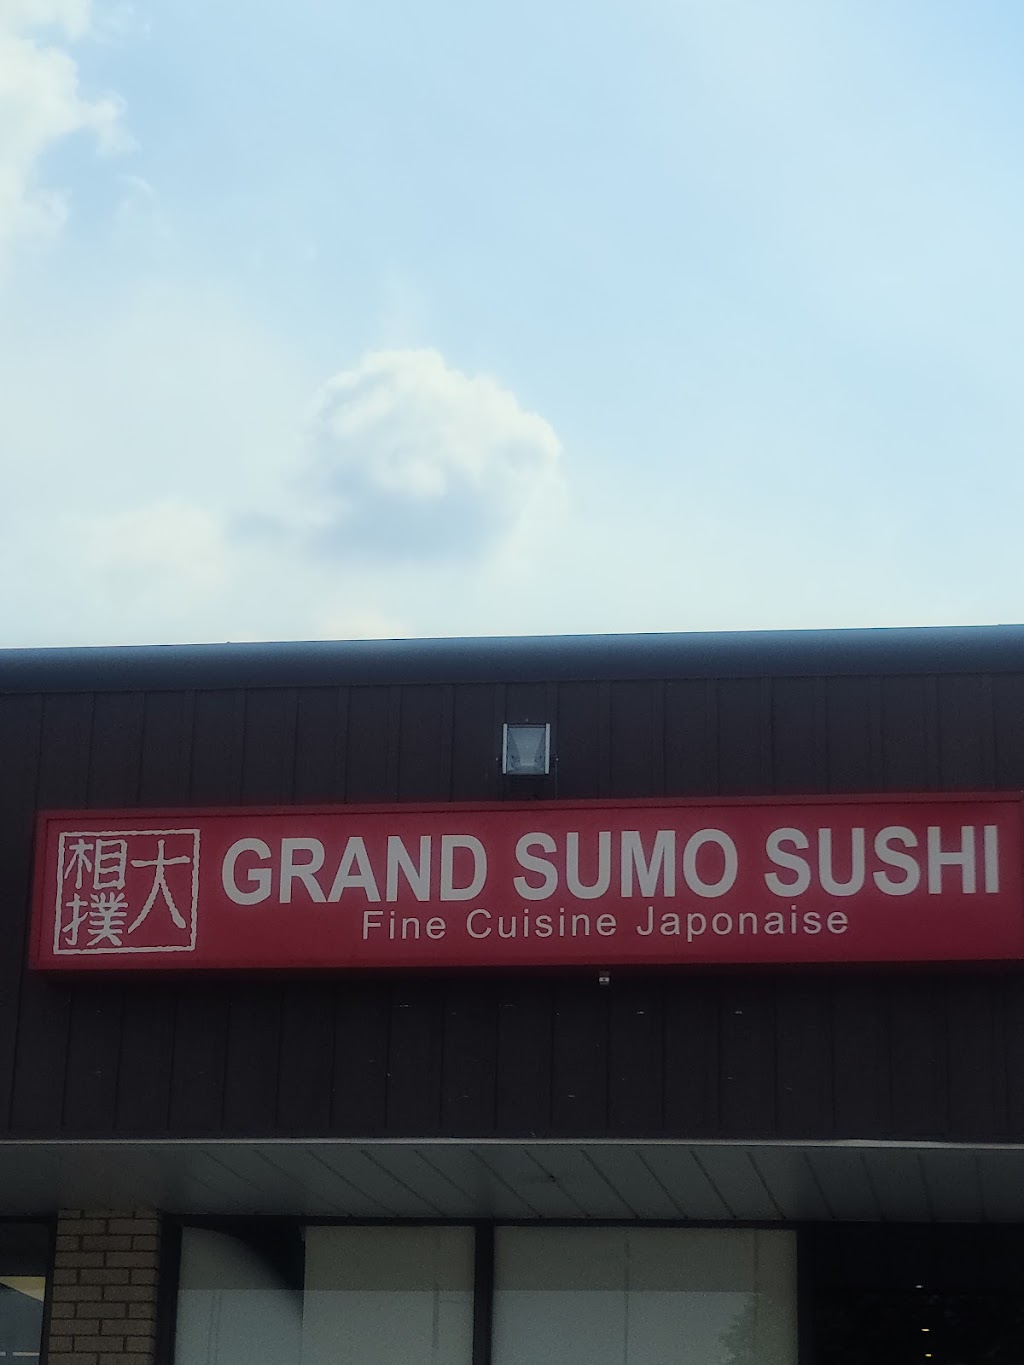 大
相撲
GRAND SUMO SUSHI
Fine Cuisine Japonaise